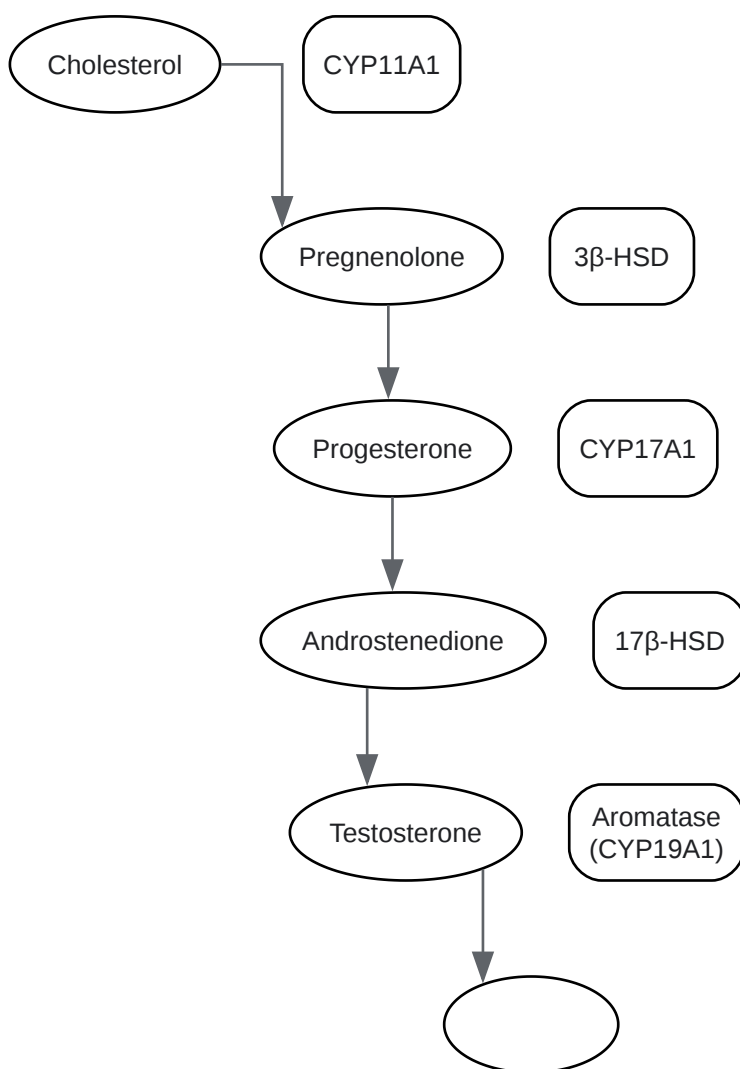 Cholesterol
CYP11A1
Pregnenolone
3β-HSD
Progesterone
CYP17A1
Androstenedione
17β-HSD
Testosterone
Aromatase
(CYP19A1)